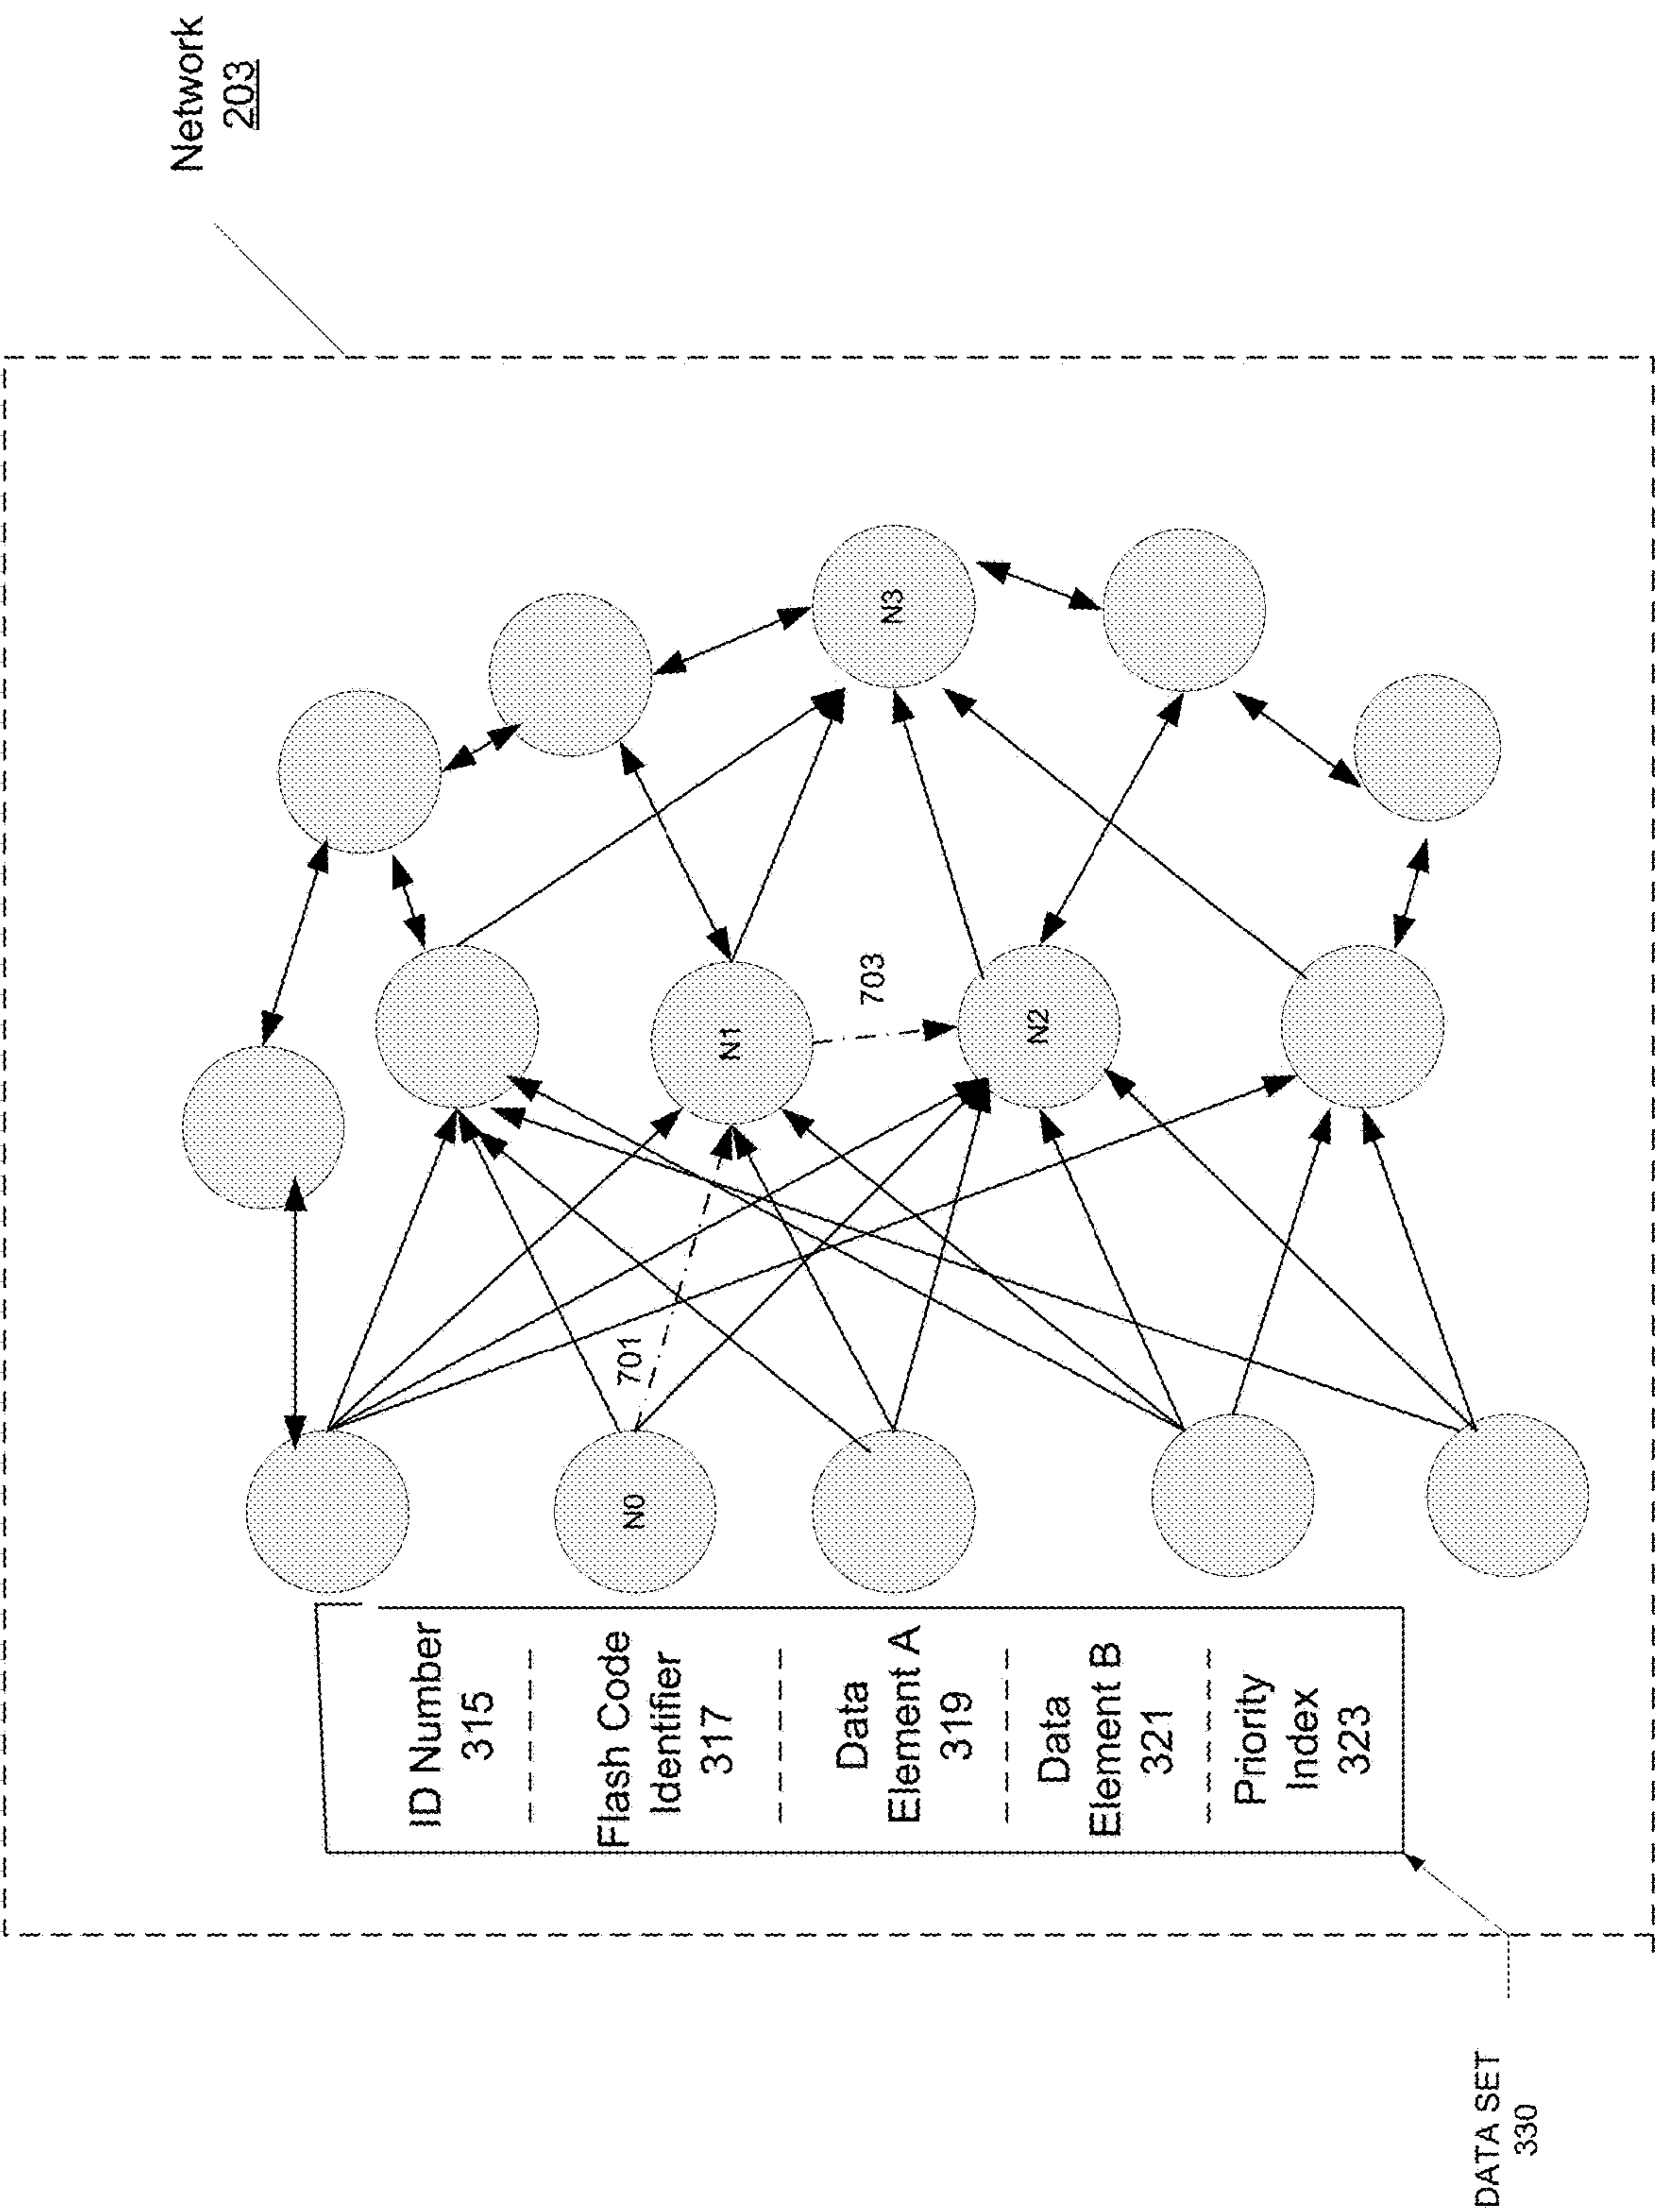 Network
203
N3
703
N1
N2
701
N0
ID Number
315
Flash Code
Identifier
317
Data
Element A
319
Data
Element B
321
Priority
Index
323
DATA SET
330